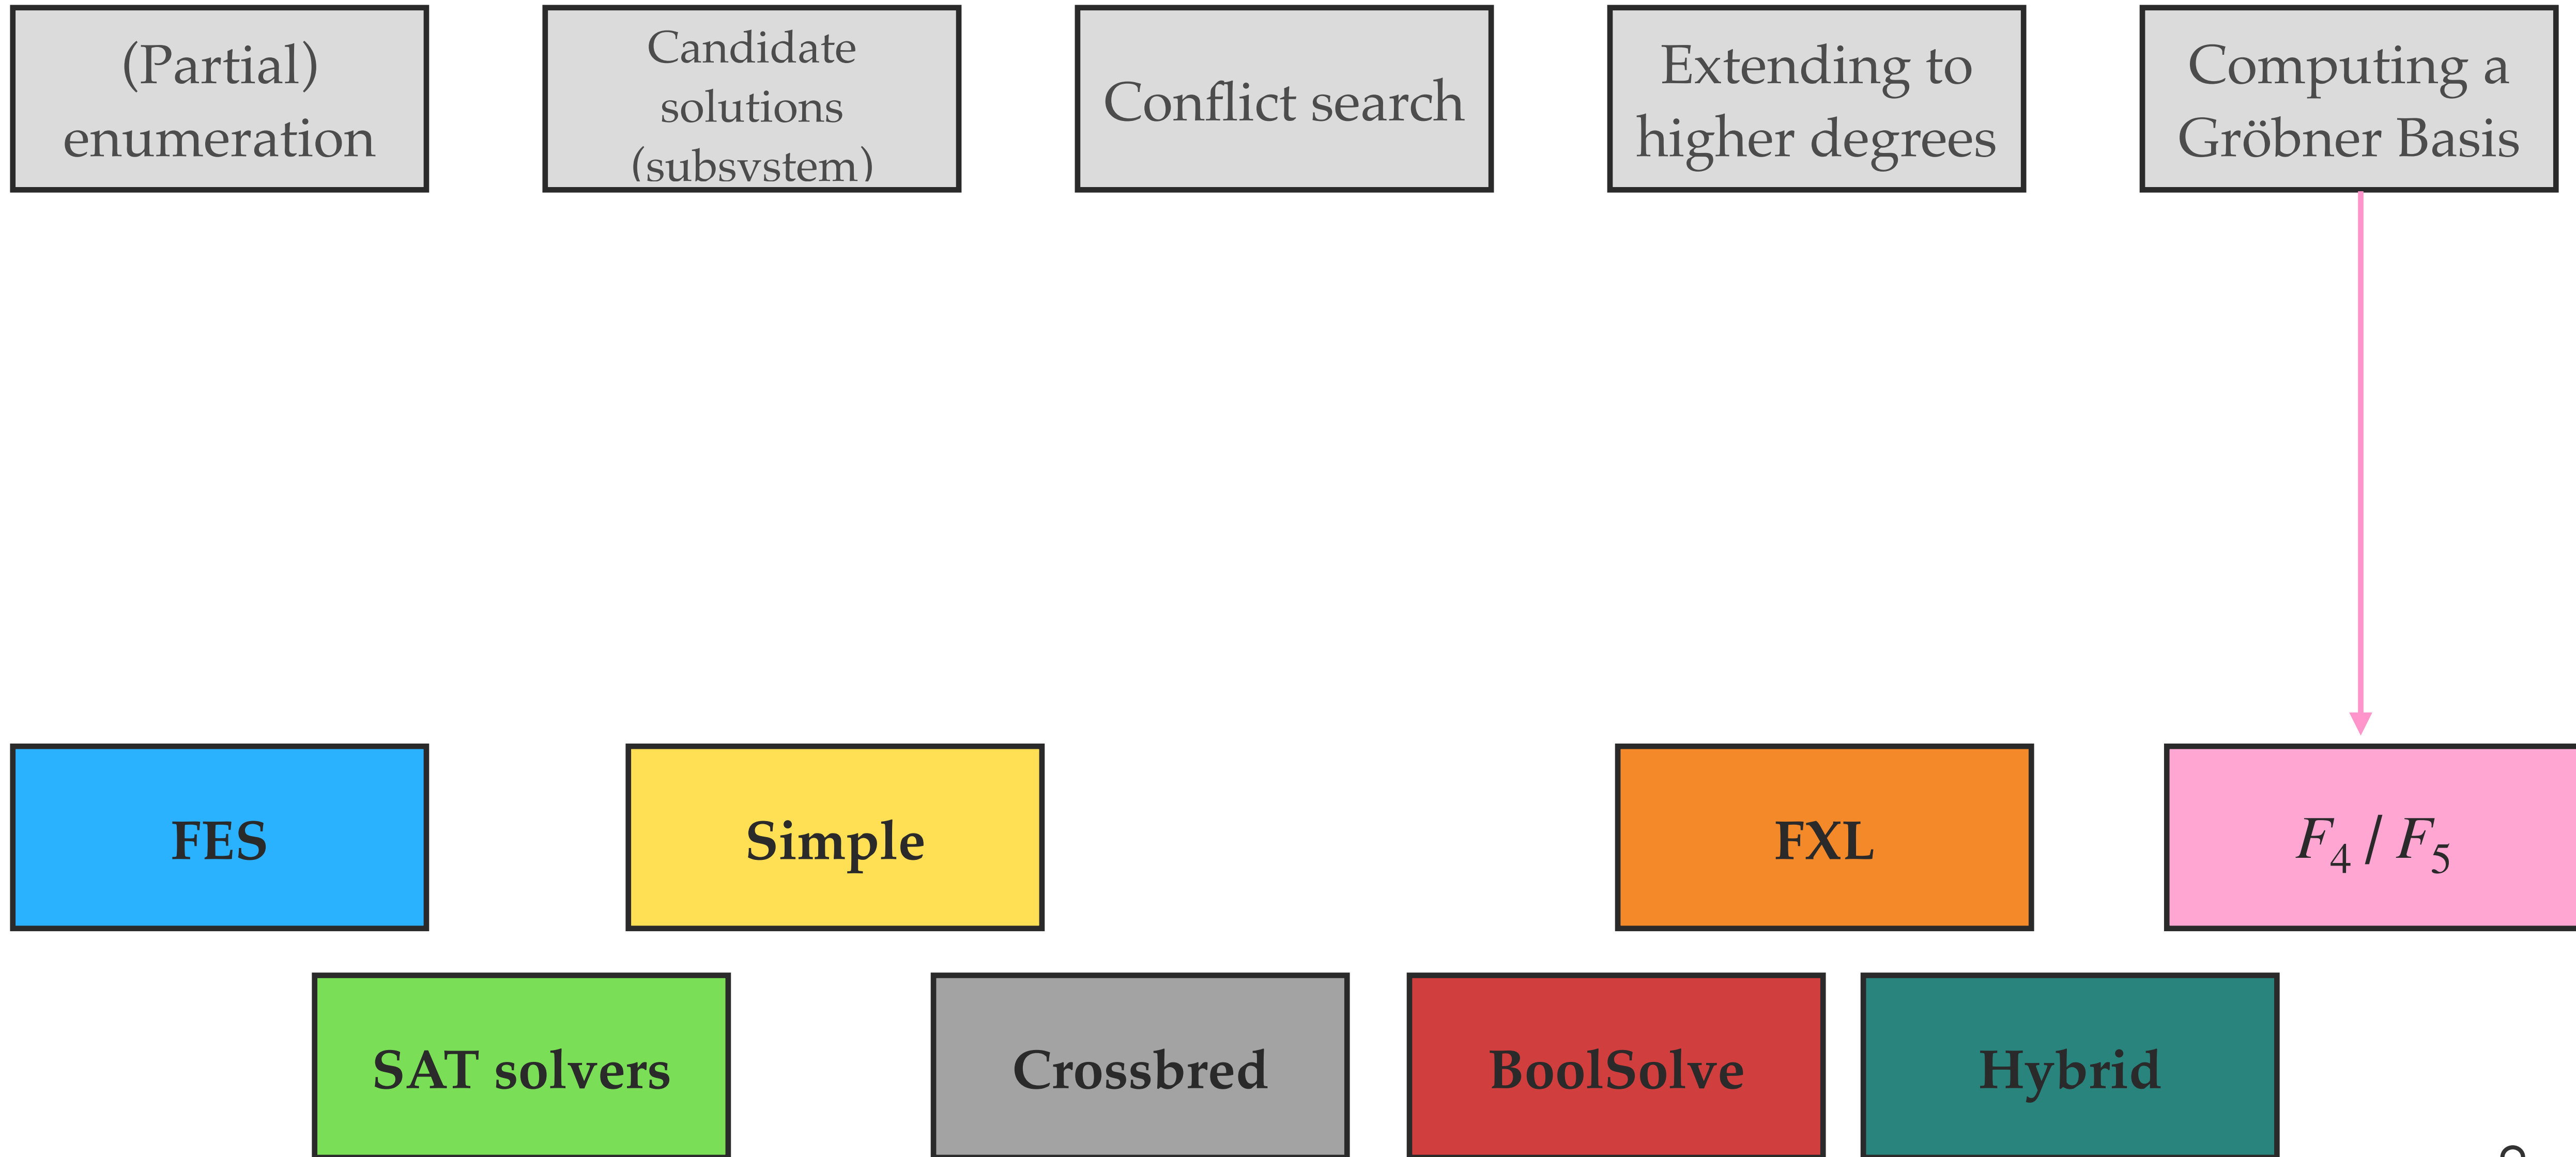 (Partial)
enumeration
Candidate
solutions
(subsystem)
Conflict search
Extending to
higher degrees
Computing a
Gröbner Basis
FES
Simple
FXL
F₄ / F₅
SAT solvers
Crossbred
BoolSolve
Hybrid